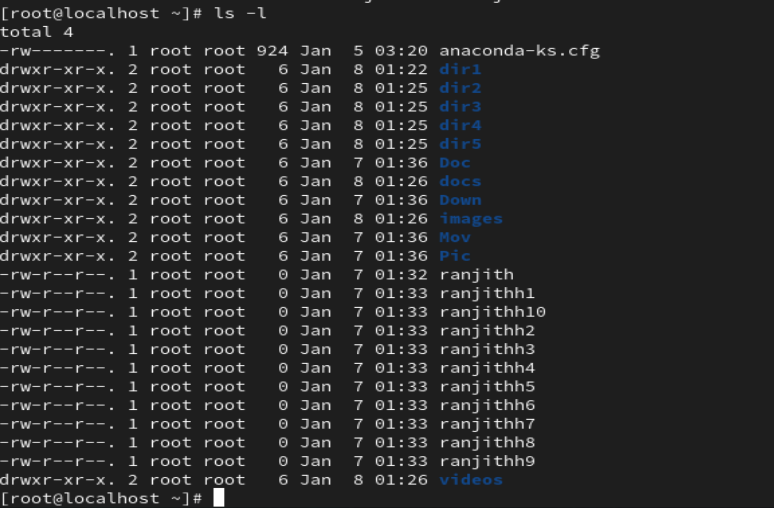 [root@localhost ~]# ls -l
total 4
-rw-------. 1 root root 924 Jan  5 03:20 anaconda-ks.cfg
drwxr-xr-x. 2 root root   6 Jan  8 01:22 dir1
drwxr-xr-x. 2 root root   6 Jan  8 01:25 dir2
drwxr-xr-x. 2 root root   6 Jan  8 01:25 dir3
drwxr-xr-x. 2 root root   6 Jan  8 01:25 dir4
drwxr-xr-x. 2 root root   6 Jan  8 01:25 dir5
drwxr-xr-x. 2 root root   6 Jan  7 01:36 Doc
drwxr-xr-x. 2 root root   6 Jan  8 01:26 docs
drwxr-xr-x. 2 root root   6 Jan  7 01:36 Down
drwxr-xr-x. 2 root root   6 Jan  8 01:26 images
drwxr-xr-x. 2 root root   6 Jan  7 01:36 Mov
drwxr-xr-x. 2 root root   6 Jan  7 01:36 Pic
-rw-r--r--. 1 root root   0 Jan  7 01:32 ranjith
-rw-r--r--. 1 root root   0 Jan  7 01:33 ranjithh1
-rw-r--r--. 1 root root   0 Jan  7 01:33 ranjithh10
-rw-r--r--. 1 root root   0 Jan  7 01:33 ranjithh2
-rw-r--r--. 1 root root   0 Jan  7 01:33 ranjithh3
-rw-r--r--. 1 root root   0 Jan  7 01:33 ranjithh4
-rw-r--r--. 1 root root   0 Jan  7 01:33 ranjithh5
-rw-r--r--. 1 root root   0 Jan  7 01:33 ranjithh6
-rw-r--r--. 1 root root   0 Jan  7 01:33 ranjithh7
-rw-r--r--. 1 root root   0 Jan  7 01:33 ranjithh8
-rw-r--r--. 1 root root   0 Jan  7 01:33 ranjithh9
drwxr-xr-x. 2 root root   6 Jan  8 01:26 videos
[root@localhost ~]#